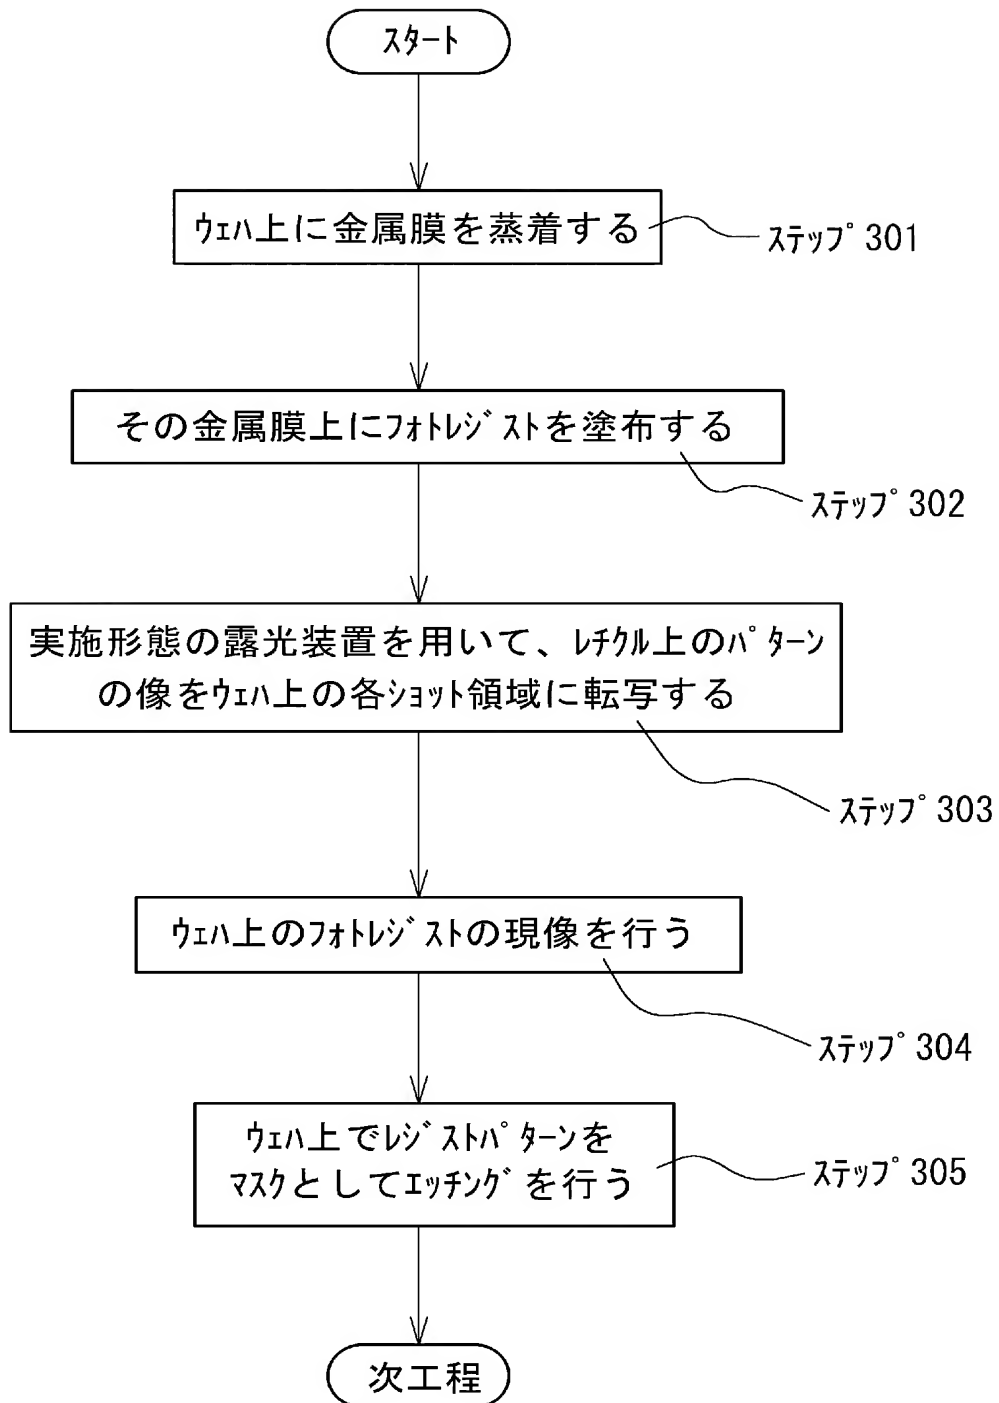 スタート
ウェハ上に金属膜を蒸着する
ステップ301
その金属膜上にフォトレジストを塗布する
ステップ302
実施形態の露光装置を用いて、レチクル上のパターン
の像をウェハ上の各ショット領域に転写する
ステップ303
ウェハ上のフォトレジストの現像を行う
ステップ304
ウェハ上でレジストパターンを
マスクとしてエッチングを行う
ステップ305
次工程